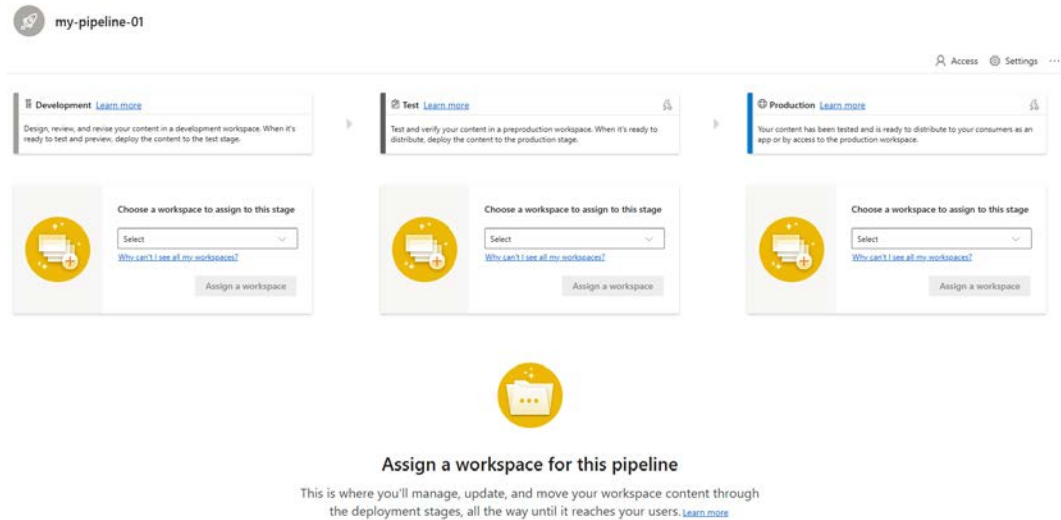 my-pipeline-01
Access Settings ...
Development Learn more
Design, review, and revise your content in a development workspace. When it's
ready to test and preview, deploy the content to the test stage.
Test Learn more
Test and verify your content in a preproduction workspace. When it's ready to
distribute, deploy the content to the production stage.
Production Learn more
Your content has been tested and is ready to distribute to your consumers as an
app or by access to the production workspace.
Choose a workspace to assign to this stage
Select
Why can't I see all my workspaces?
Assign a workspace
Choose a workspace to assign to this stage
Select
Why can't I see all my workspaces?
Assign a workspace
Choose a workspace to assign to this stage
Select
Why can't I see all my workspaces?
Assign a workspace
Assign a workspace for this pipeline
This is where you'll manage, update, and move your workspace content through
the deployment stages, all the way until it reaches your users. Learn more